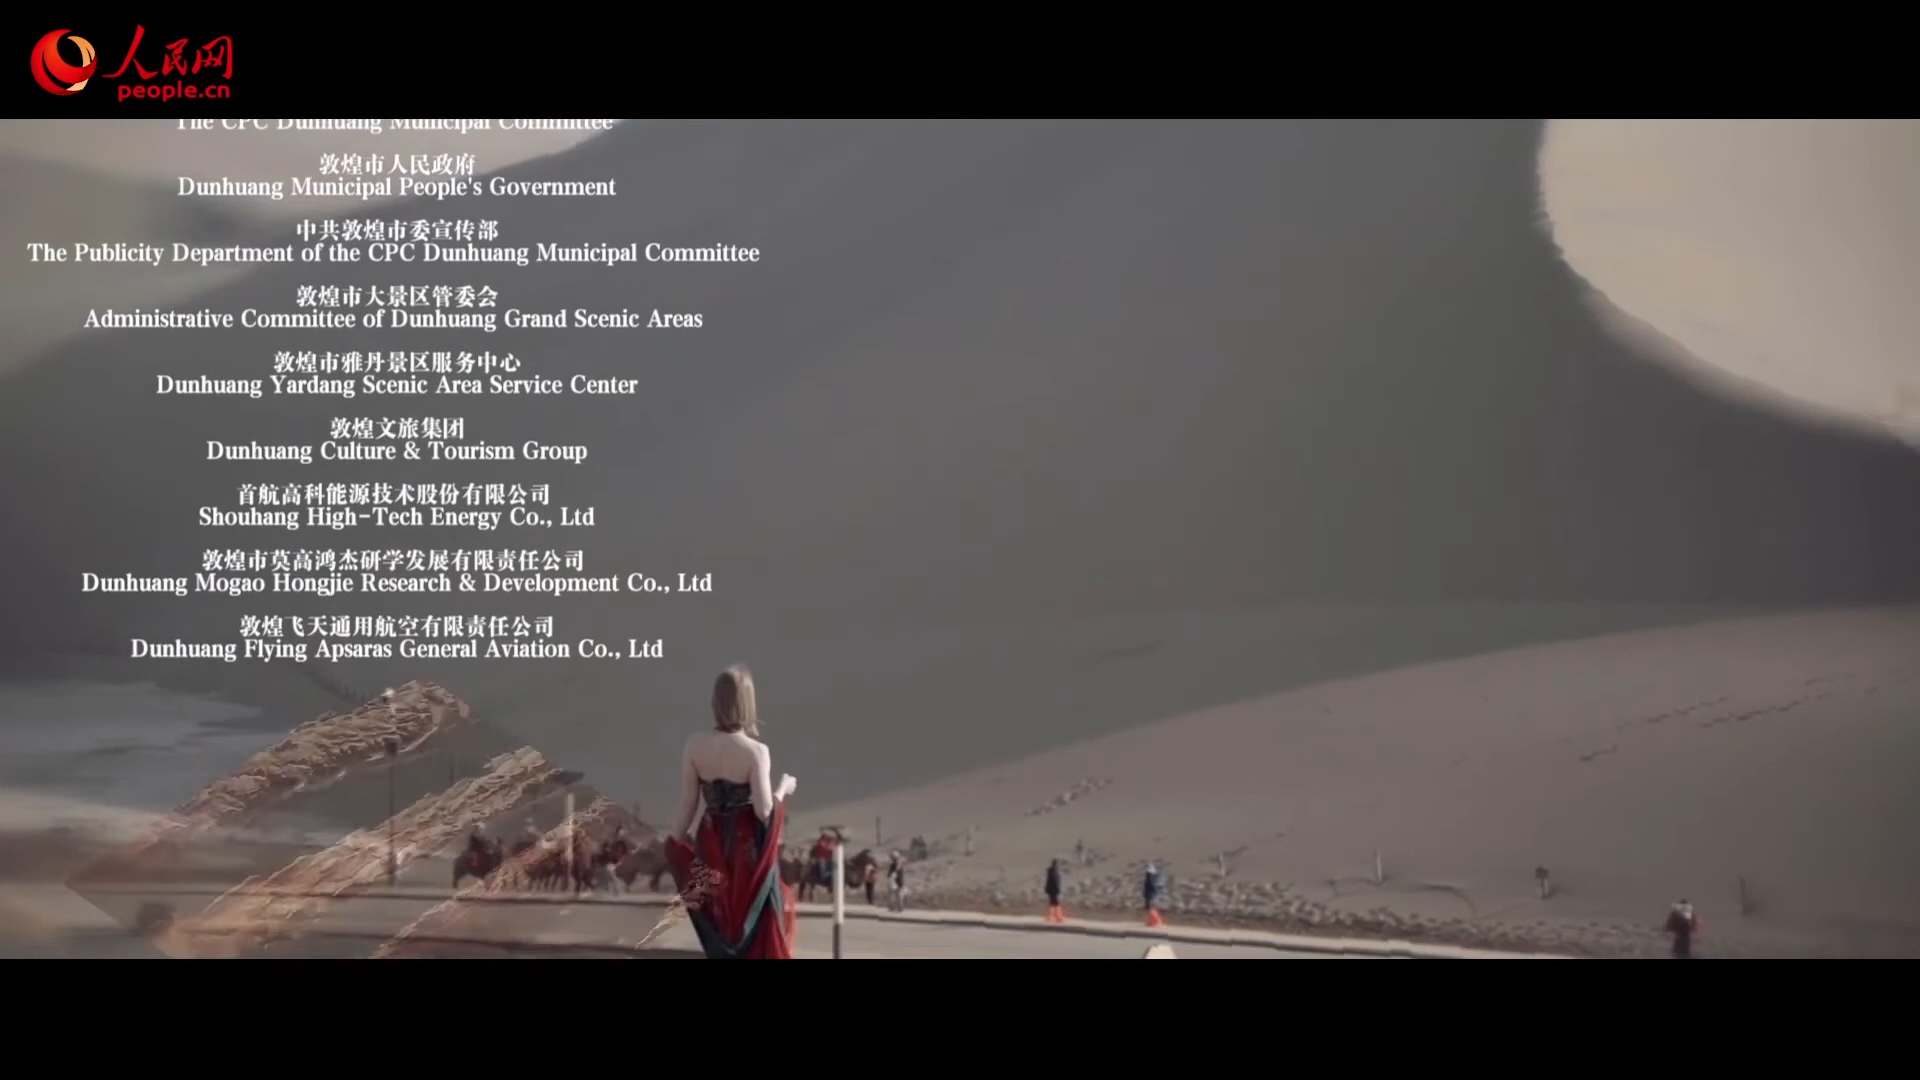 人民网
people.cn
The CPC Dunhuang Municipal Committee
敦煌市人民政府
Dunhuang Municipal People's Government
中共敦煌市委宣传部
The Publicity Department of the CPC Dunhuang Municipal Committee
敦煌市大景区管委会
Administrative Committee of Dunhuang Grand Scenic Areas
敦煌市雅丹景区服务中心
Dunhuang Yardang Scenic Area Service Center
敦煌文旅集团
Dunhuang Culture & Tourism Group
首航高科能源技术股份有限公司
Shouhang High-Tech Energy Co., Ltd
敦煌市莫高鸿杰研学发展有限责任公司
Dunhuang Mogao Hongjie Research & Development Co., Ltd
敦煌飞天通用航空有限责任公司
Dunhuang Flying Apsaras General Aviation Co., Ltd